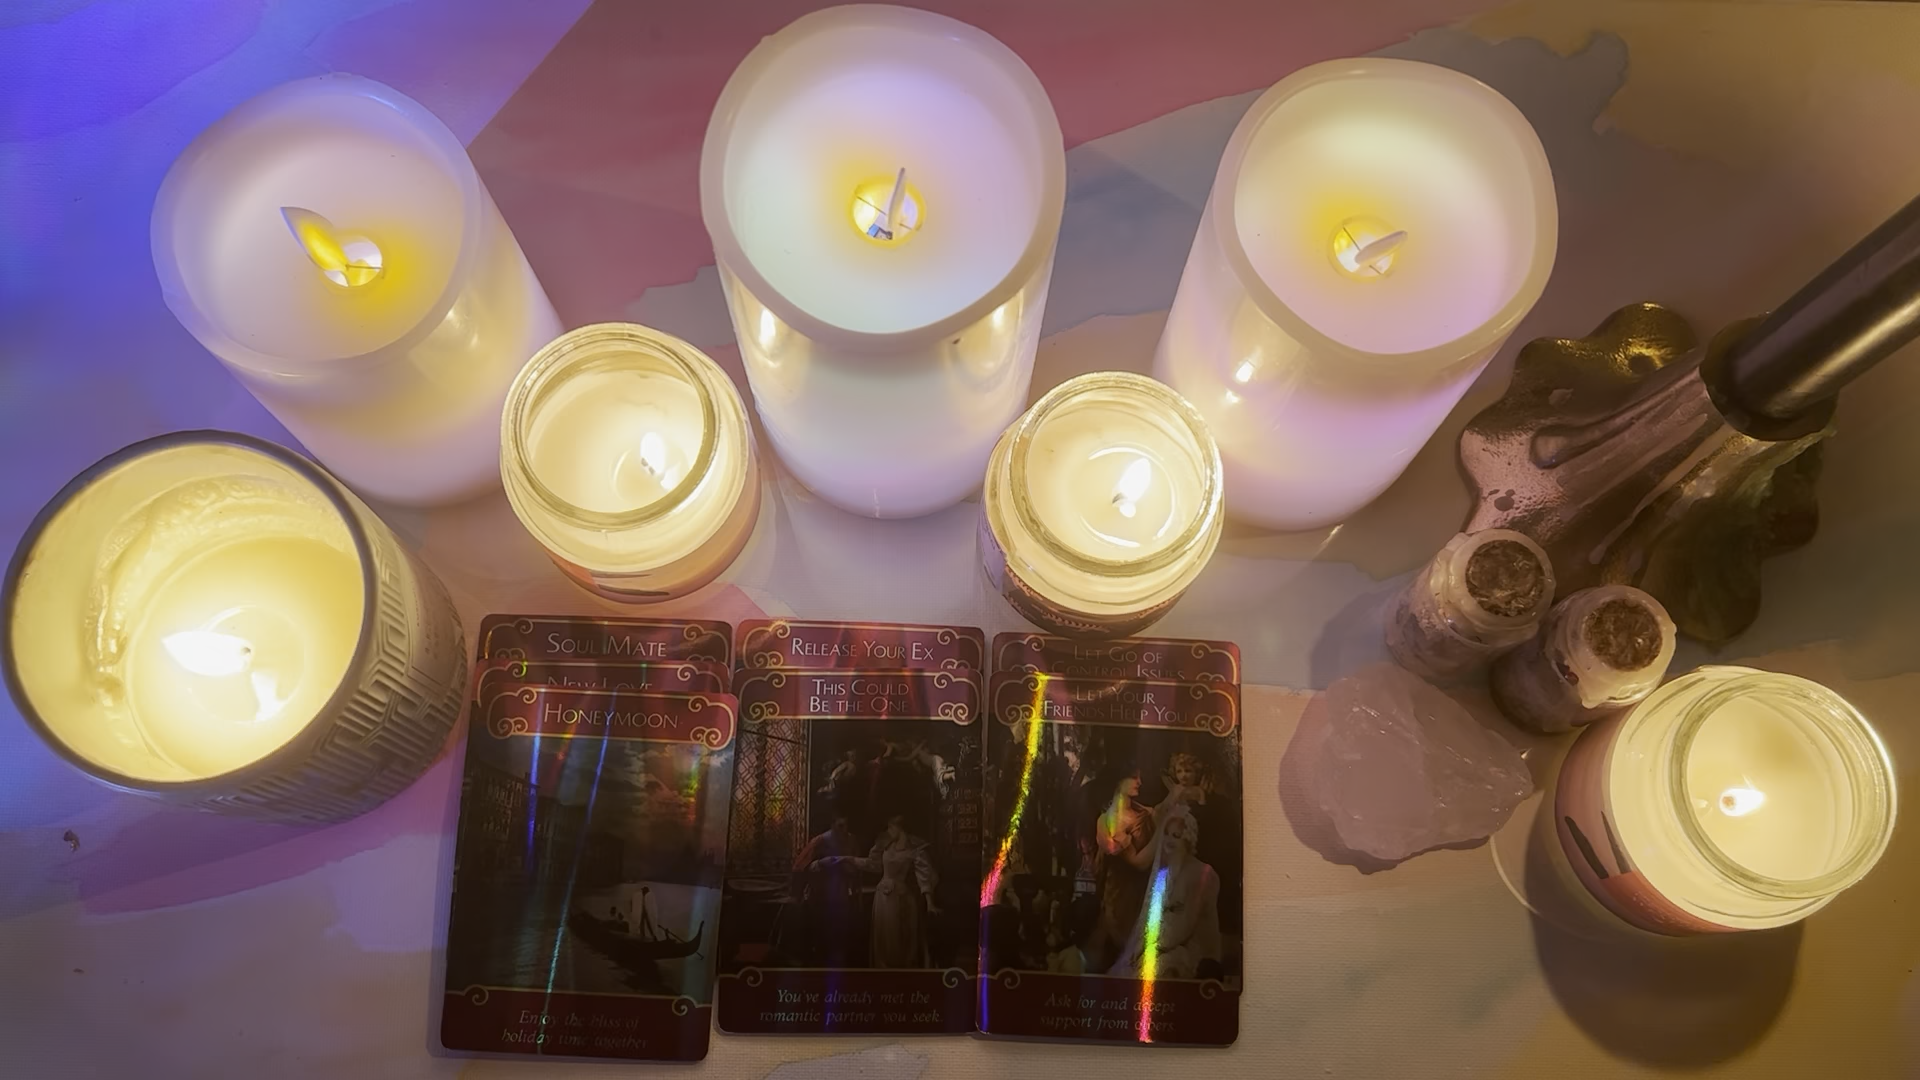 SOUL MATE
NEW LOVE
HONEYMOON
Enjoy the bliss of
holiday time together
RELEASE YOUR EX
THIS COULD
BE THE ONE
You've already met the
romantic partner you seek.
LET GO OF
CONTROL ISSUES
LET YOUR
FRIENDS HELP YOU
Ask for and accept
support from others